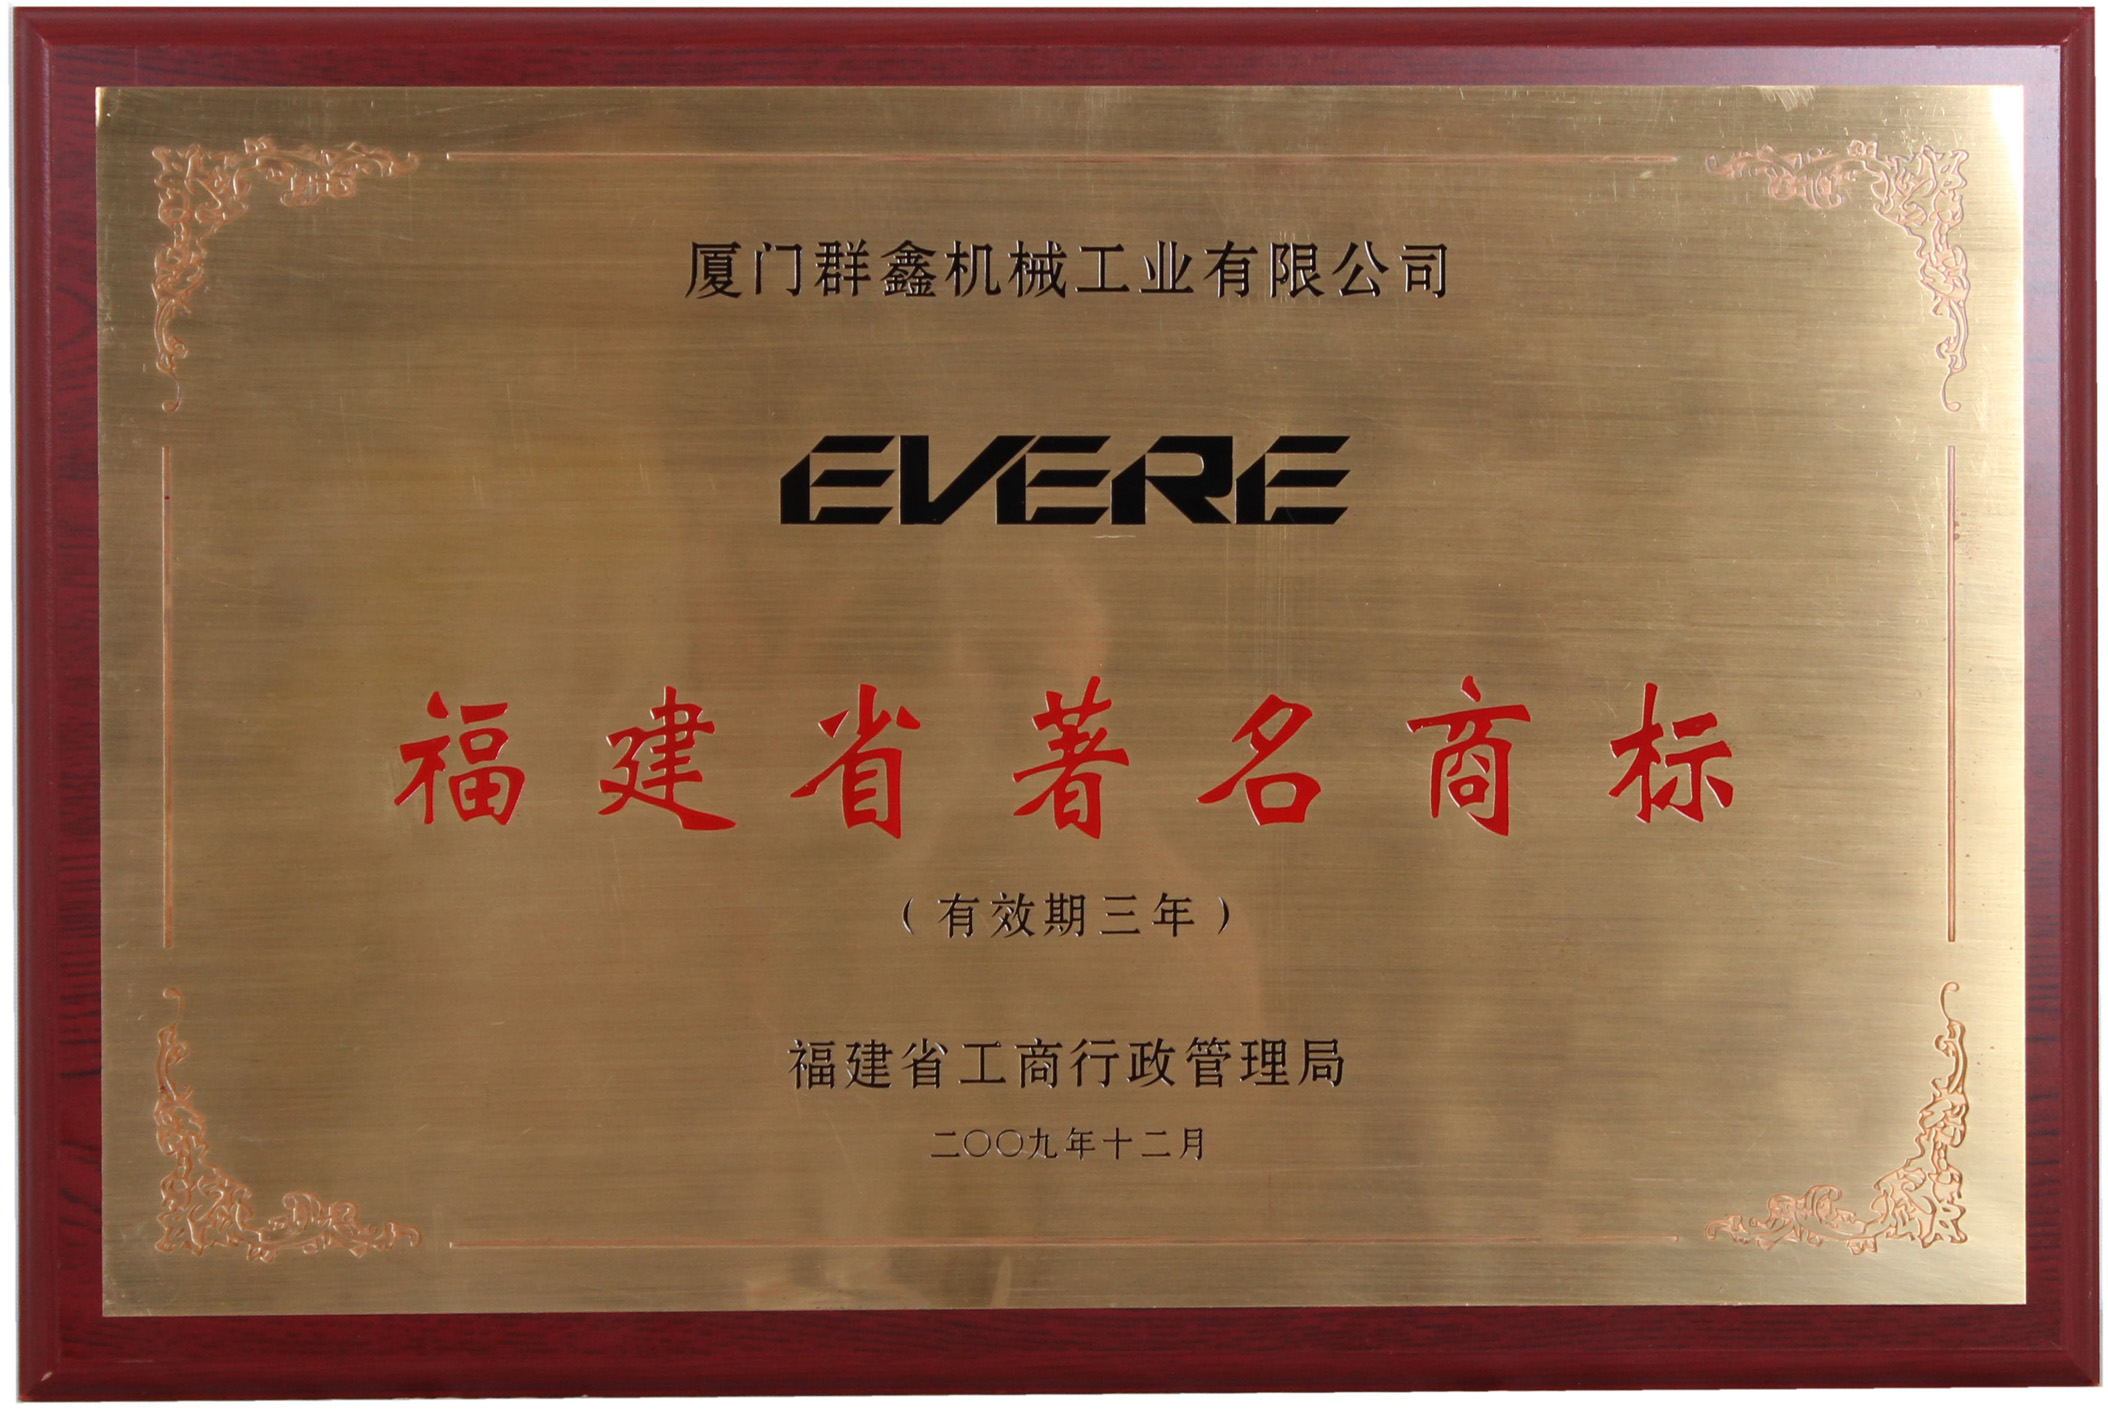 厦门群鑫机械工业有限公司
EVERE
福建省著名商标
（有效期三年）
福建省工商行政管理局
二〇〇九年十二月